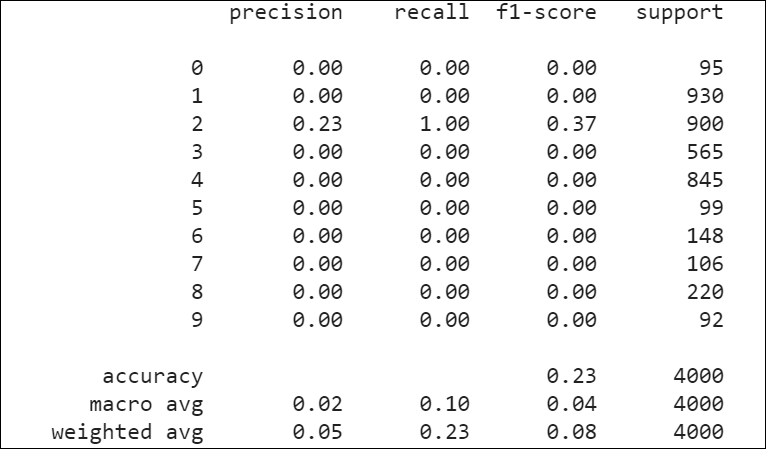 precision recall f1-score support
0 0.00 0.00 0.00 95
1 0.00 0.00 0.00 930
2 0.23 1.00 0.37 900
3 0.00 0.00 0.00 565
4 0.00 0.00 0.00 845
5 0.00 0.00 0.00 99
6 0.00 0.00 0.00 148
7 0.00 0.00 0.00 106
8 0.00 0.00 0.00 220
9 0.00 0.00 0.00 92
accuracy 0.23 4000
macro avg 0.02 0.10 0.04 4000
weighted avg 0.05 0.23 0.08 4000